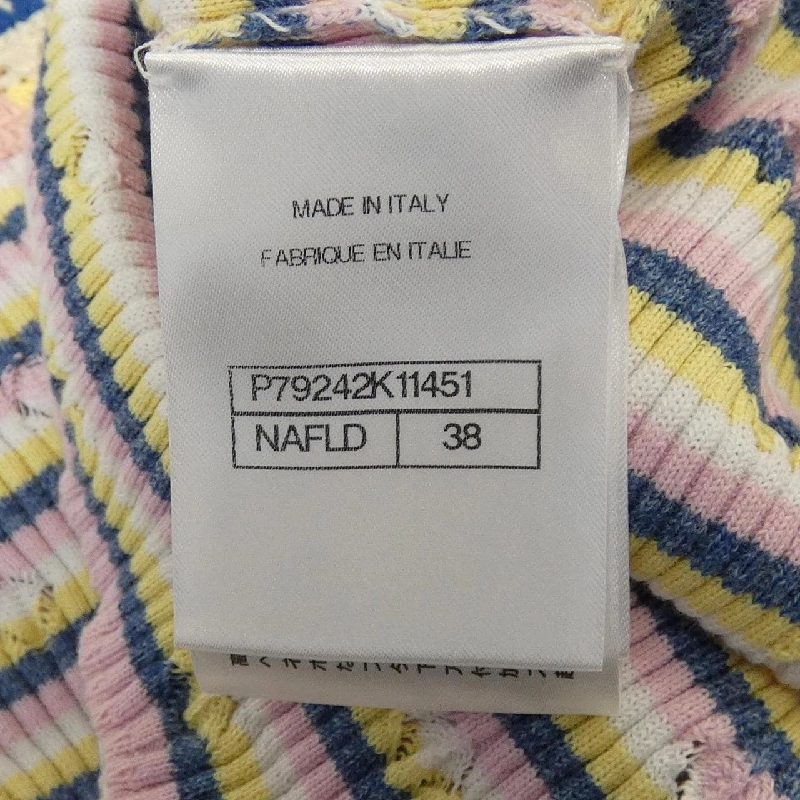 MADE IN ITALY
FABRIQUE EN ITALIE
P79242K11451
NAFLD 38